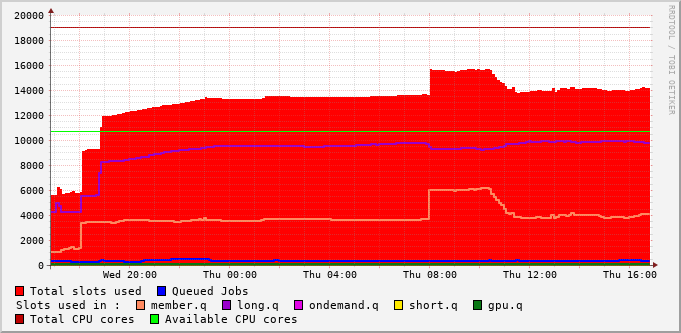 20000
18000
16000
14000
12000
10000
8000
6000
4000
2000
0
Wed 20:00 Thu 00:00 Thu 04:00 Thu 08:00 Thu 12:00 Thu 16:00
RRDTOOL / TOBI OETIKER
Total slots used Queued Jobs
Slots used in : member.q long.q ondemand.q short.q gpu.q
Total CPU cores Available CPU cores